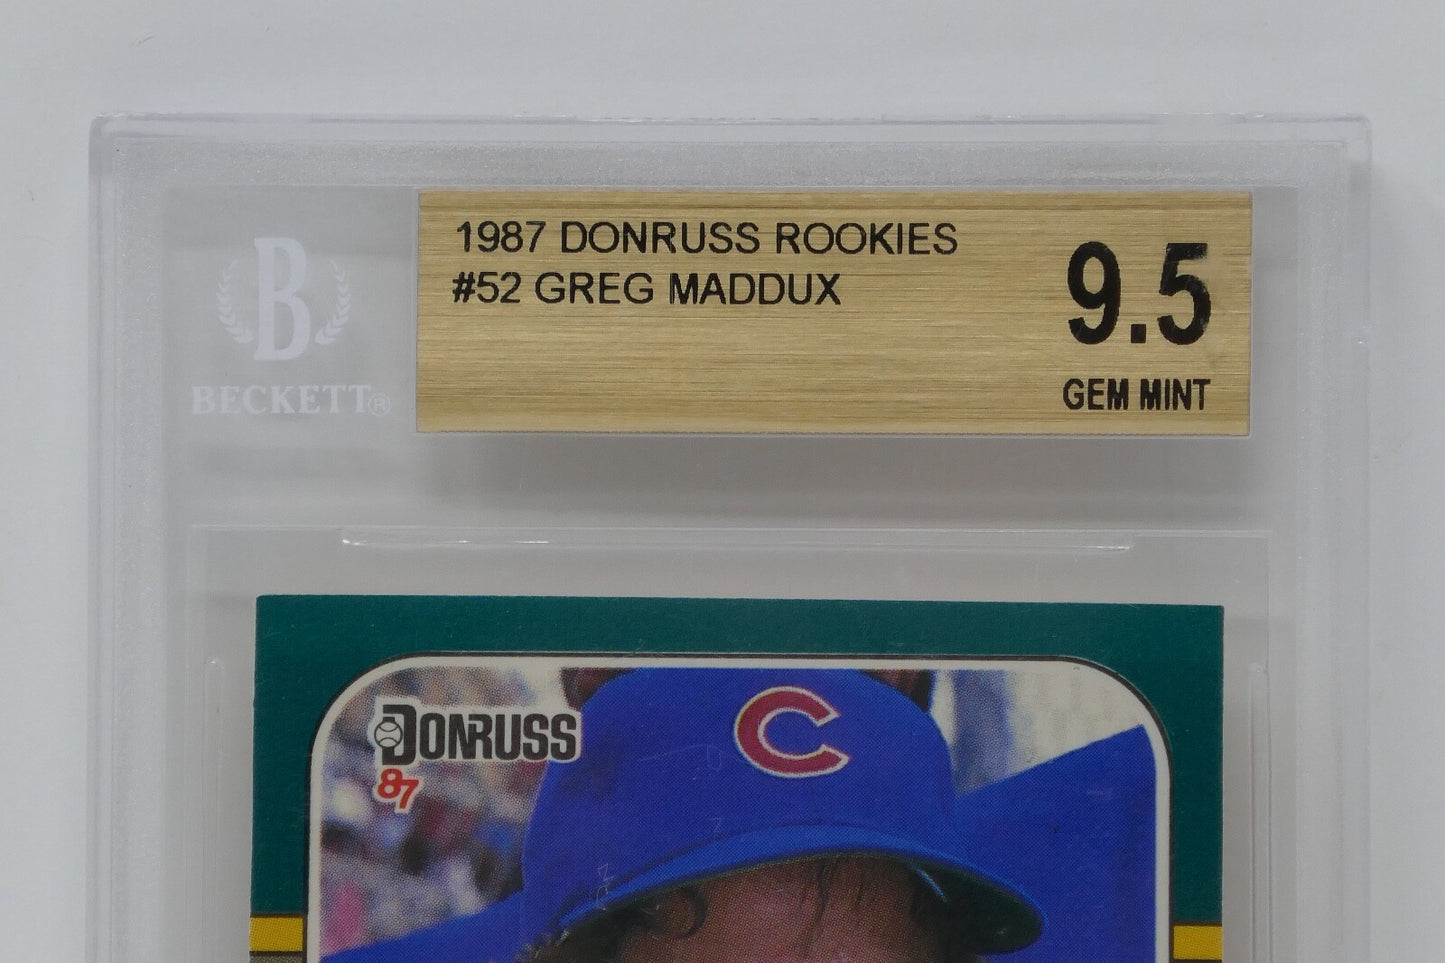 1987 DONRUSS ROOKIES
#52 GREG MADDUX
9.5
GEM MINT
B
BECKETT®
DONRUSS
87
C